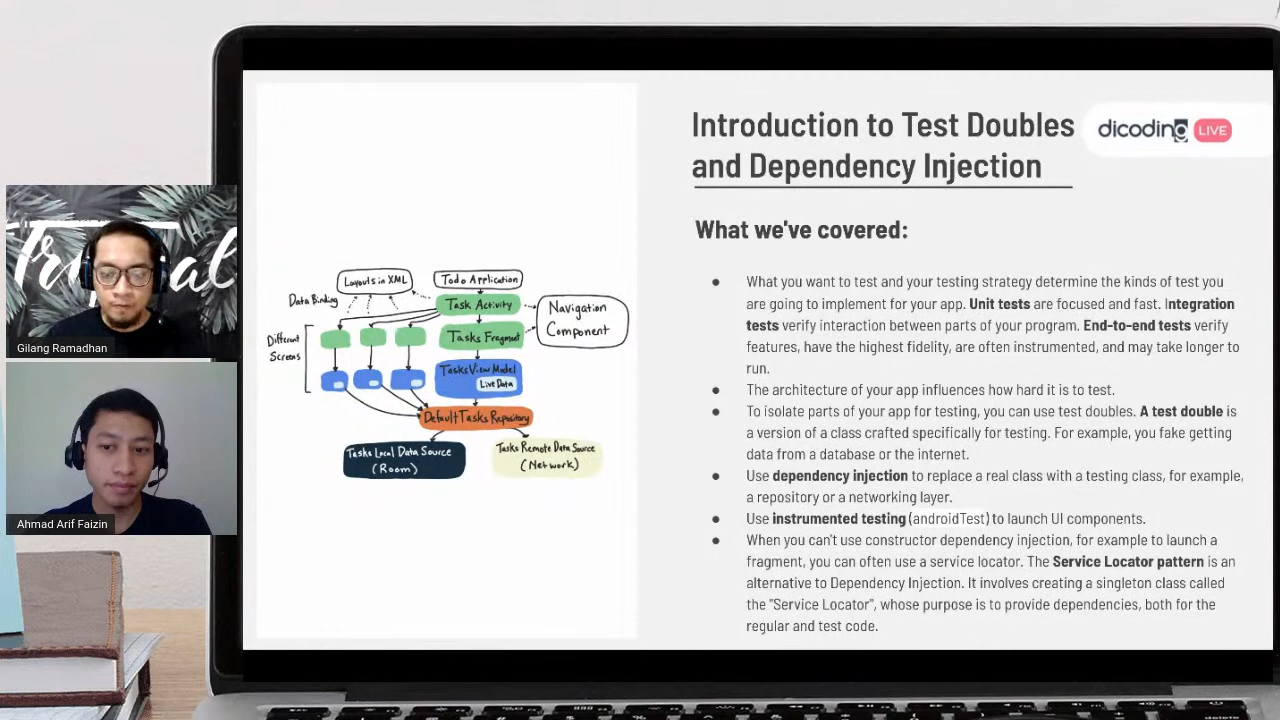 Introduction to Test Doubles
and Dependency Injection
dicoding LIVE
What we've covered:
● What you want to test and your testing strategy determine the kinds of test you
are going to implement for your app. Unit tests are focused and fast. Integration
tests verify interaction between parts of your program. End-to-end tests verify
features, have the highest fidelity, are often instrumented, and may take longer to
run.
● The architecture of your app influences how hard it is to test.
● To isolate parts of your app for testing, you can use test doubles. A test double is
a version of a class crafted specifically for testing. For example, you fake getting
data from a database or the internet.
● Use dependency injection to replace a real class with a testing class, for example,
a repository or a networking layer.
● Use instrumented testing (androidTest) to launch UI components.
● When you can't use constructor dependency injection, for example to launch a
fragment, you can often use a service locator. The Service Locator pattern is an
alternative to Dependency Injection. It involves creating a singleton class called
the "Service Locator", whose purpose is to provide dependencies, both for the
regular and test code.
Layouts in XML
Todo Application
Data Binding
Task Activity
Navigation
Component
Different
Screens
Tasks Fragment
TasksView Model
Live Data
DefaultTasks Repository
Tasks Local Data Source
(Room)
Tasks Remote Data Source
(Network)
Gilang Ramadhan
Ahmad Arif Faizin
delete